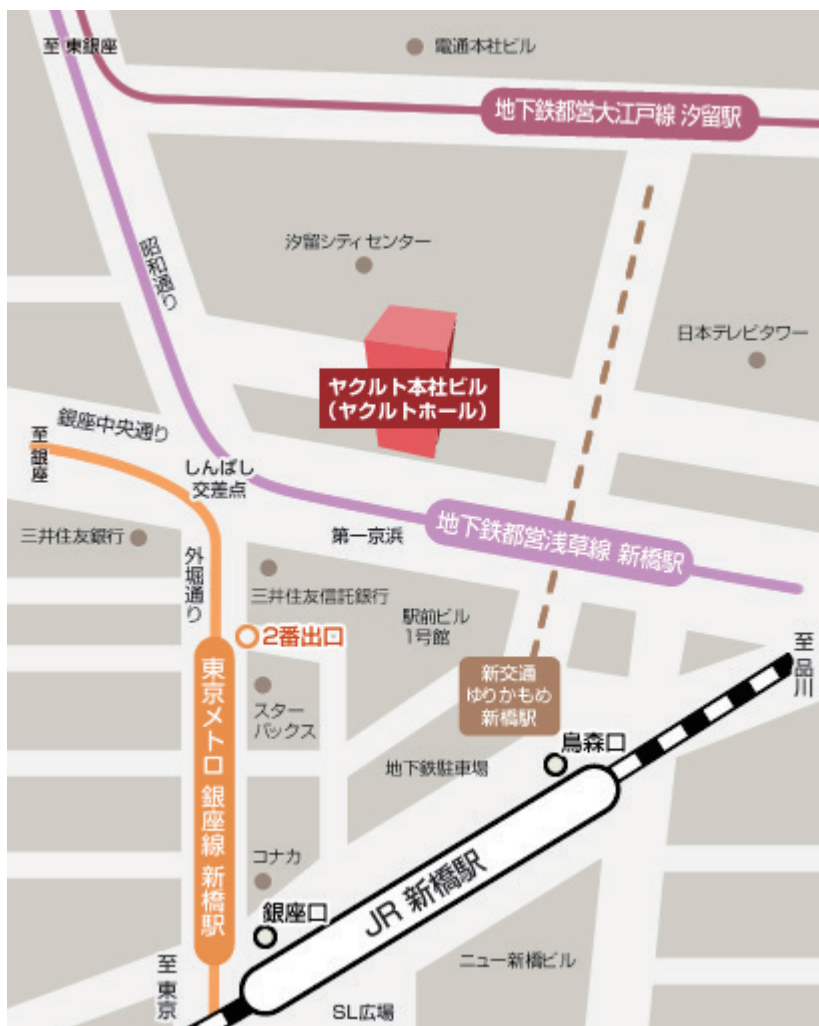 至 東銀座
電通本社ビル
地下鉄都営大江戸線 汐留駅
昭和通り
汐留シティセンター
日本テレビタワー
ヤクルト本社ビル
（ヤクルトホール）
銀座中央通り
至 銀座
しんばし
交差点
三井住友銀行
第一京浜
地下鉄都営浅草線 新橋駅
外堀通り
三井住友信託銀行
駅前ビル
1号館
2番出口
至 品川
新交通
ゆりかもめ
新橋駅
スター
バックス
東京メトロ 銀座線 新橋駅
烏森口
地下鉄駐車場
コナカ
JR 新橋駅
銀座口
ニュー新橋ビル
至 東京
SL広場